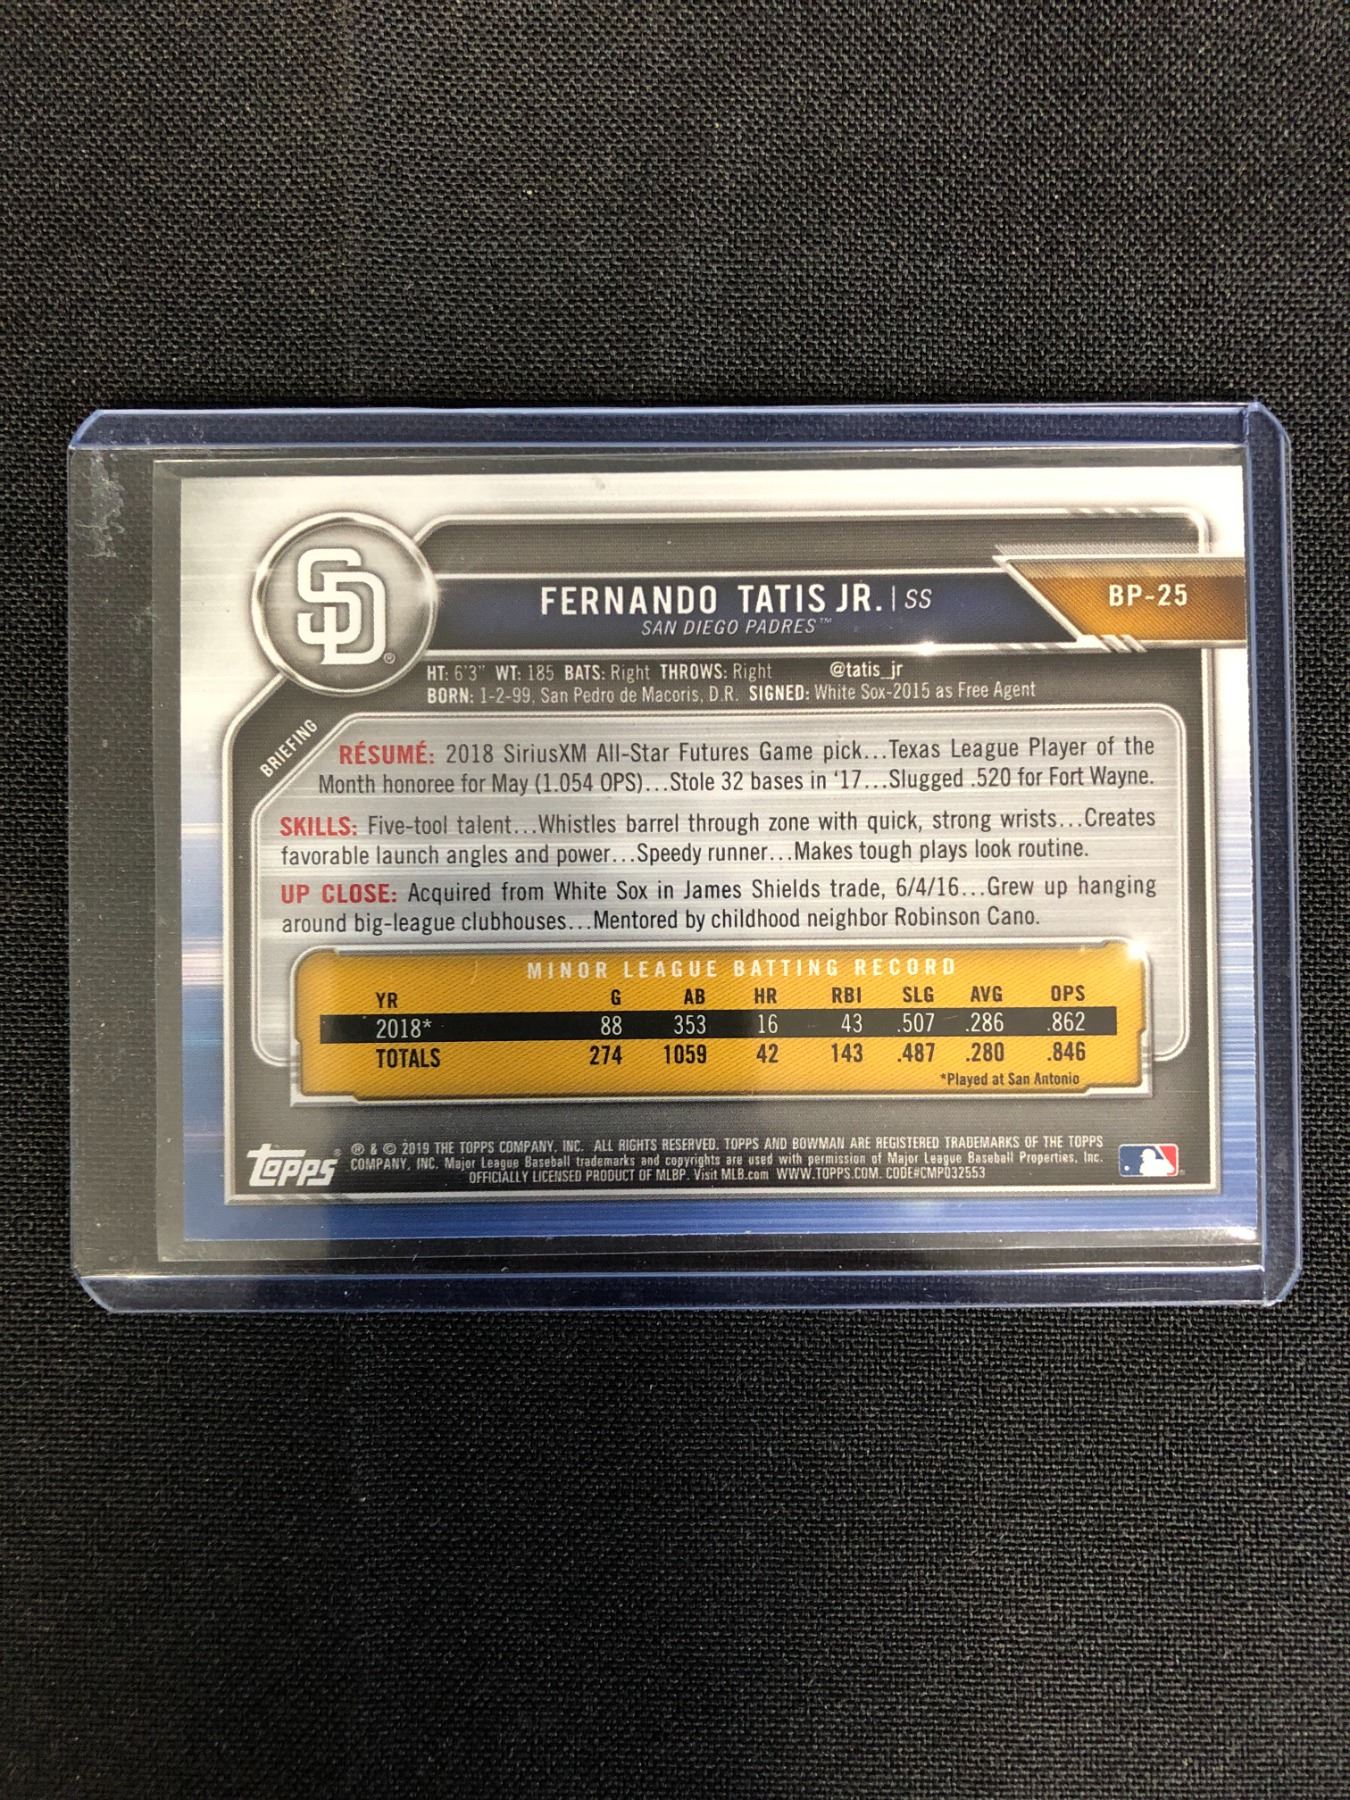 SD®
FERNANDO TATIS JR. | SS
BP-25
SAN DIEGO PADRES™
HT: 6'3" WT: 185 BATS: Right THROWS: Right @tatis_jr
BORN: 1-2-99, San Pedro de Macoris, D.R. SIGNED: White Sox-2015 as Free Agent
BRIEFING
RÉSUMÉ: 2018 SiriusXM All-Star Futures Game pick...Texas League Player of the
Month honoree for May (1.054 OPS)...Stole 32 bases in '17...Slugged .520 for Fort Wayne.
SKILLS: Five-tool talent...Whistles barrel through zone with quick, strong wrists...Creates
favorable launch angles and power...Speedy runner...Makes tough plays look routine.
UP CLOSE: Acquired from White Sox in James Shields trade, 6/4/16...Grew up hanging
around big-league clubhouses...Mentored by childhood neighbor Robinson Cano.
MINOR LEAGUE BATTING RECORD
YR G AB HR RBI SLG AVG OPS
2018* 88 353 16 43 .507 .286 .862
TOTALS 274 1059 42 143 .487 .280 .846
*Played at San Antonio
Topps
® & © 2019 THE TOPPS COMPANY, INC. ALL RIGHTS RESERVED. TOPPS AND BOWMAN ARE REGISTERED TRADEMARKS OF THE TOPPS
COMPANY, INC. Major League Baseball trademarks and copyrights are used with permission of Major League Baseball Properties, Inc.
OFFICIALLY LICENSED PRODUCT OF MLBP. Visit MLB.com WWW.TOPPS.COM. CODE#CMP032553